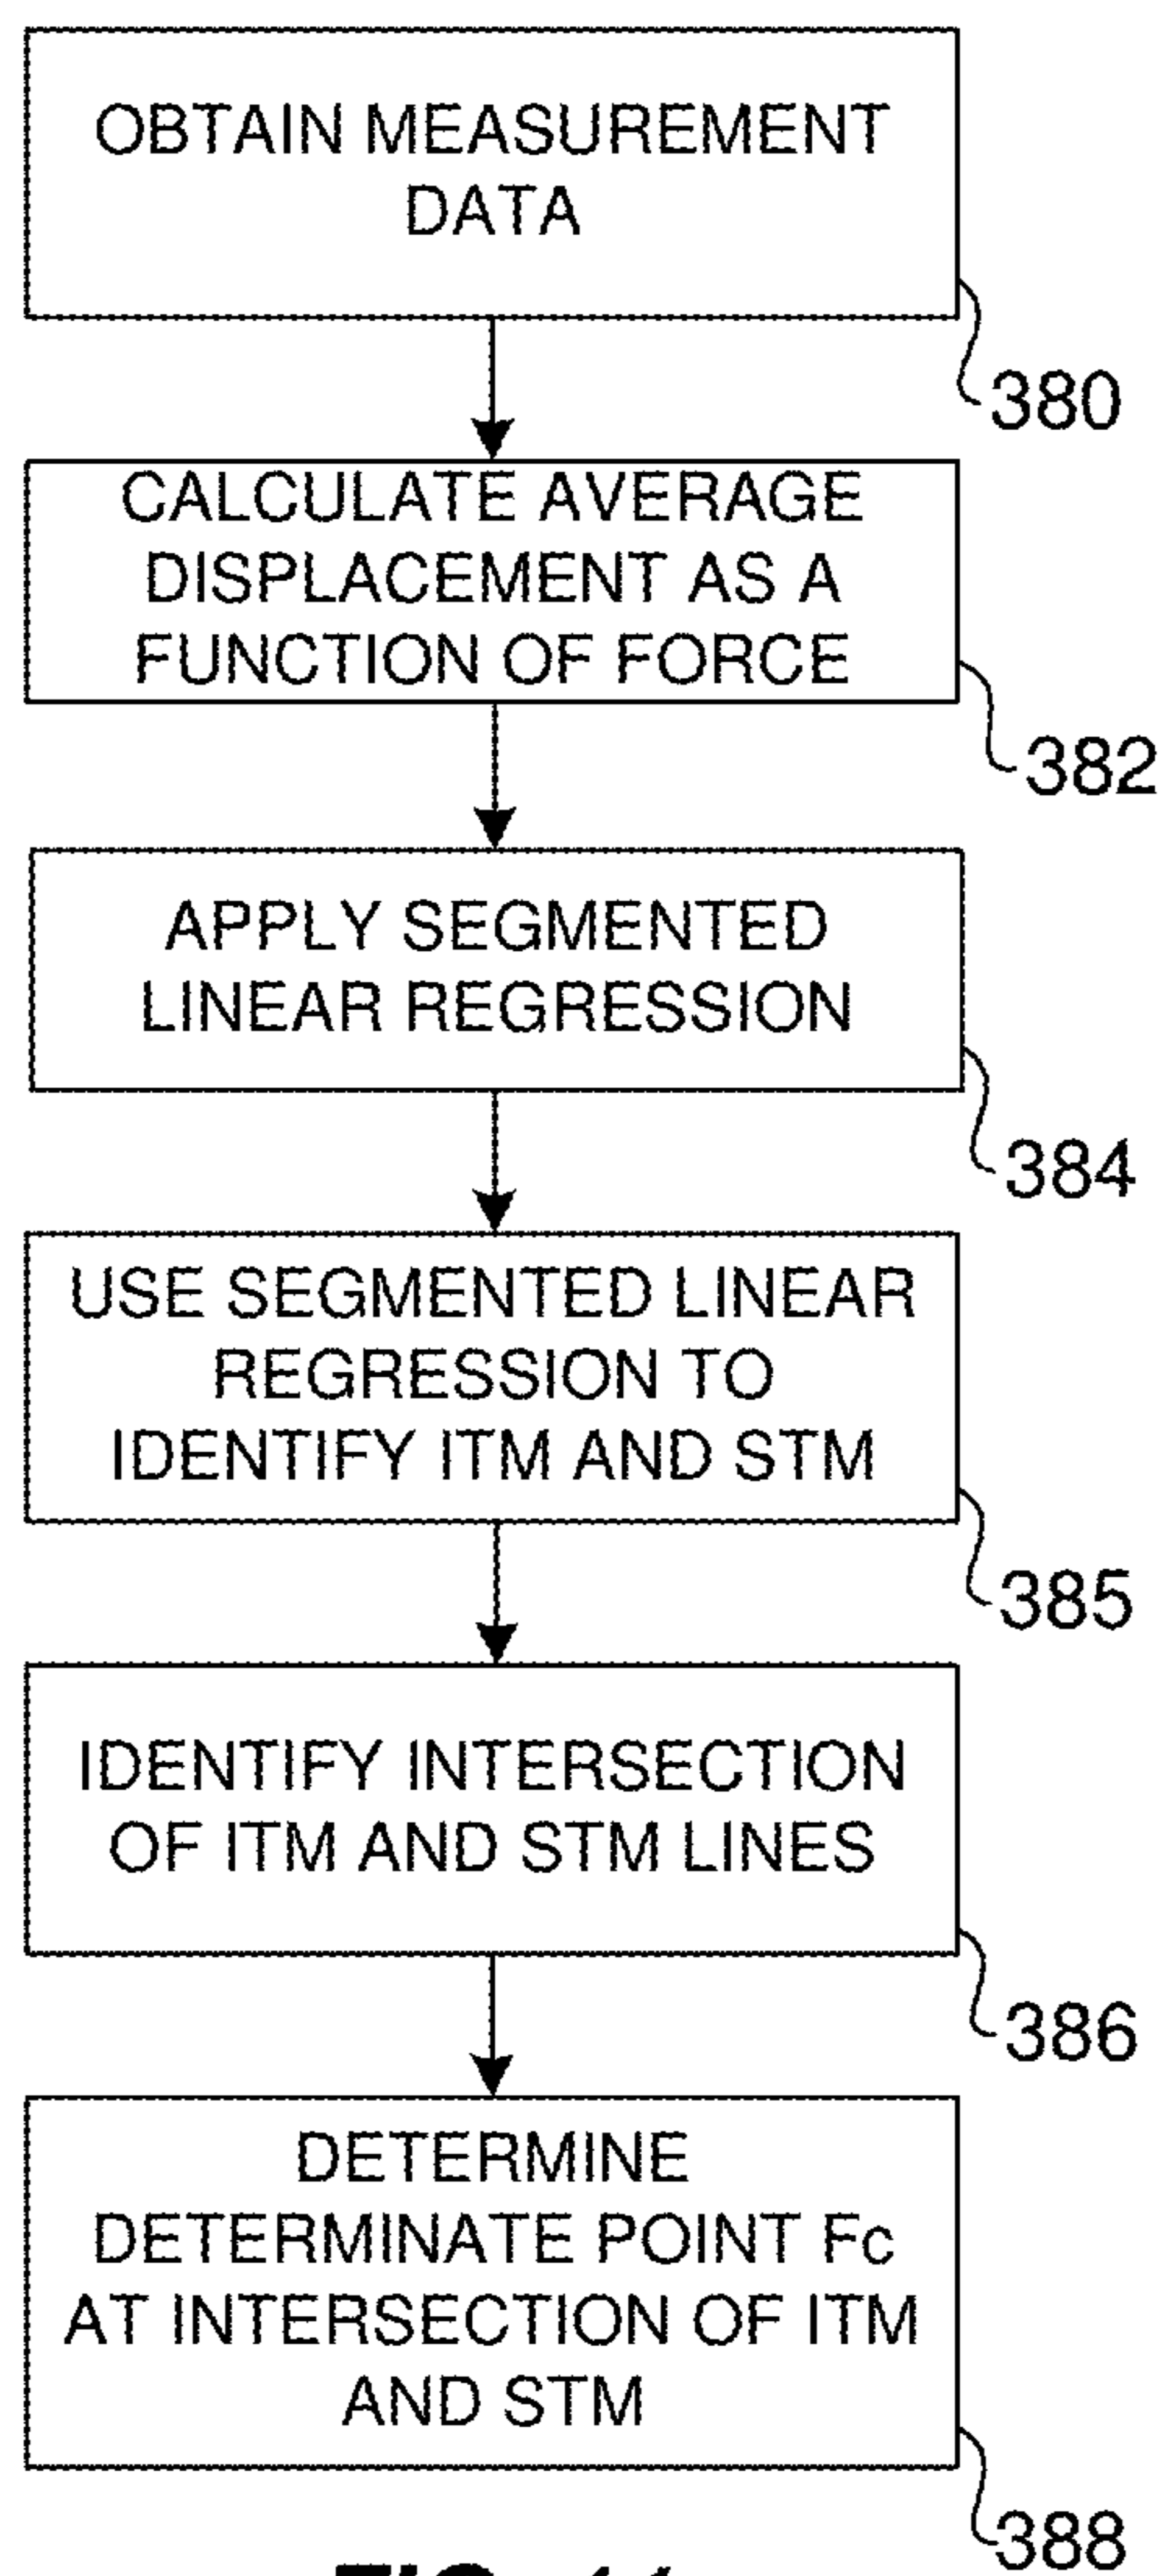 OBTAIN MEASUREMENT
DATA
380
CALCULATE AVERAGE
DISPLACEMENT AS A
FUNCTION OF FORCE
382
APPLY SEGMENTED
LINEAR REGRESSION
384
USE SEGMENTED LINEAR
REGRESSION TO
IDENTIFY ITM AND STM
385
IDENTIFY INTERSECTION
OF ITM AND STM LINES
386
DETERMINE
DETERMINATE POINT Fc
AT INTERSECTION OF ITM
AND STM
388